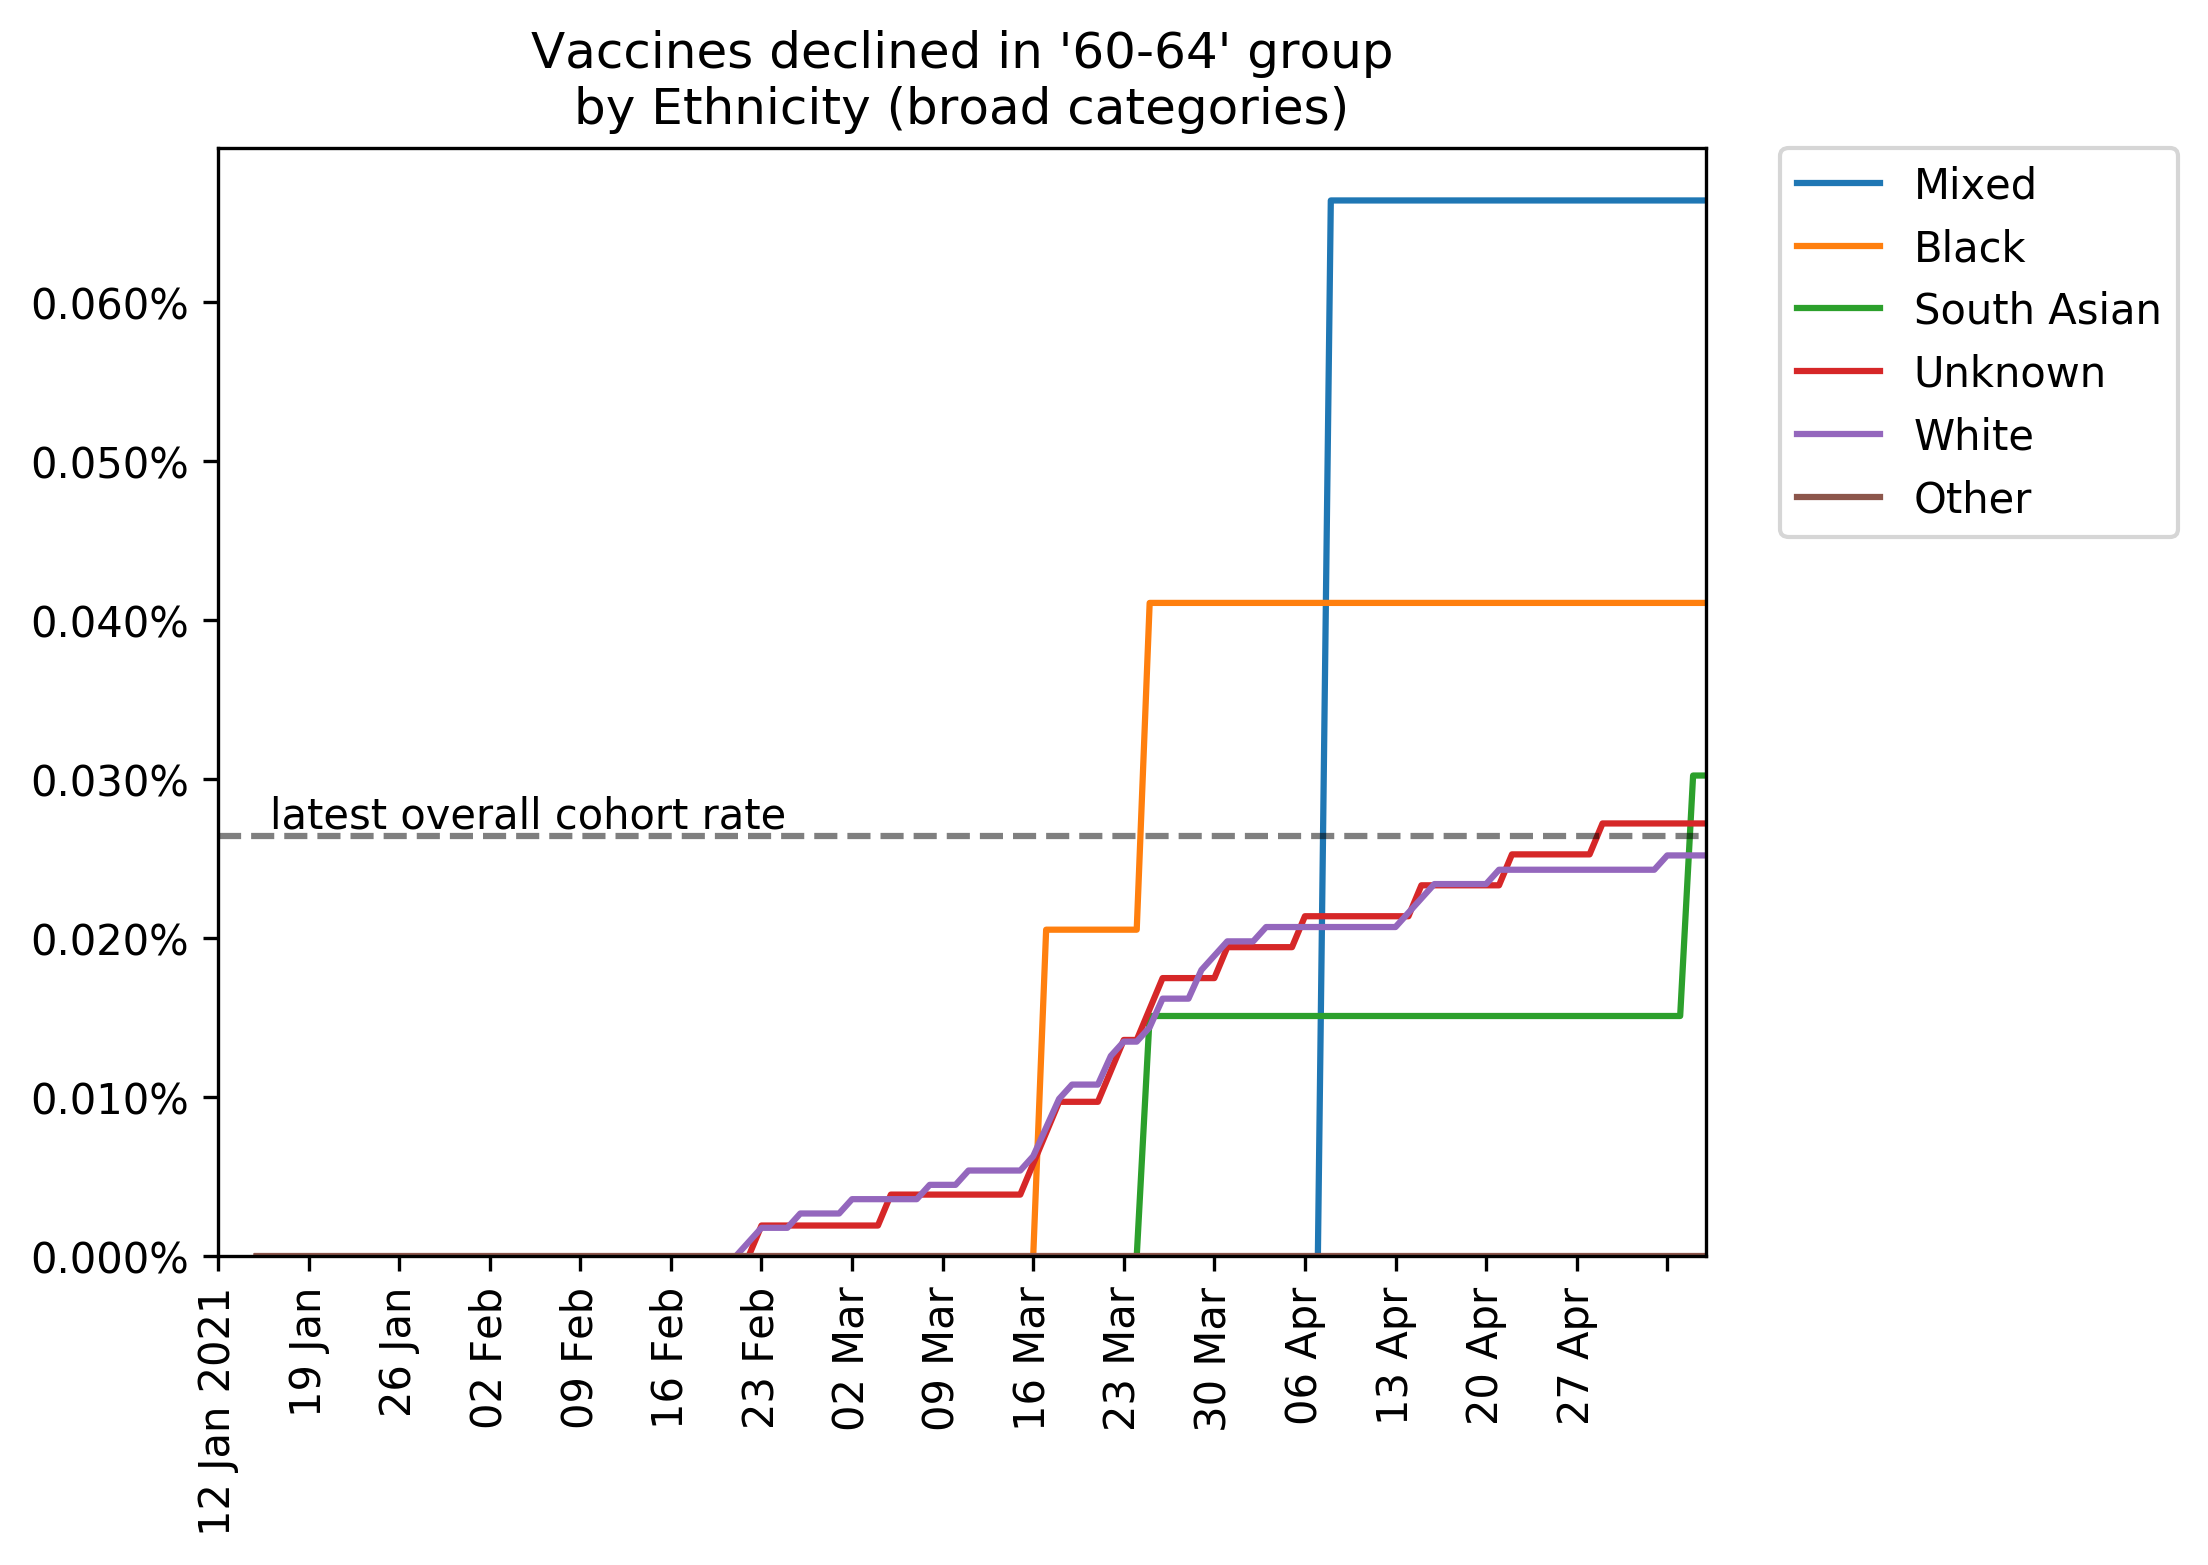 Vaccines declined in '60-64' group
by Ethnicity (broad categories)
Mixed
Black
South Asian
Unknown
White
Other
0.060%
0.050%
0.040%
0.030%
0.020%
0.010%
0.000%
latest overall cohort rate
12 Jan 2021
19 Jan
26 Jan
02 Feb
09 Feb
16 Feb
23 Feb
02 Mar
09 Mar
16 Mar
23 Mar
30 Mar
06 Apr
13 Apr
20 Apr
27 Apr